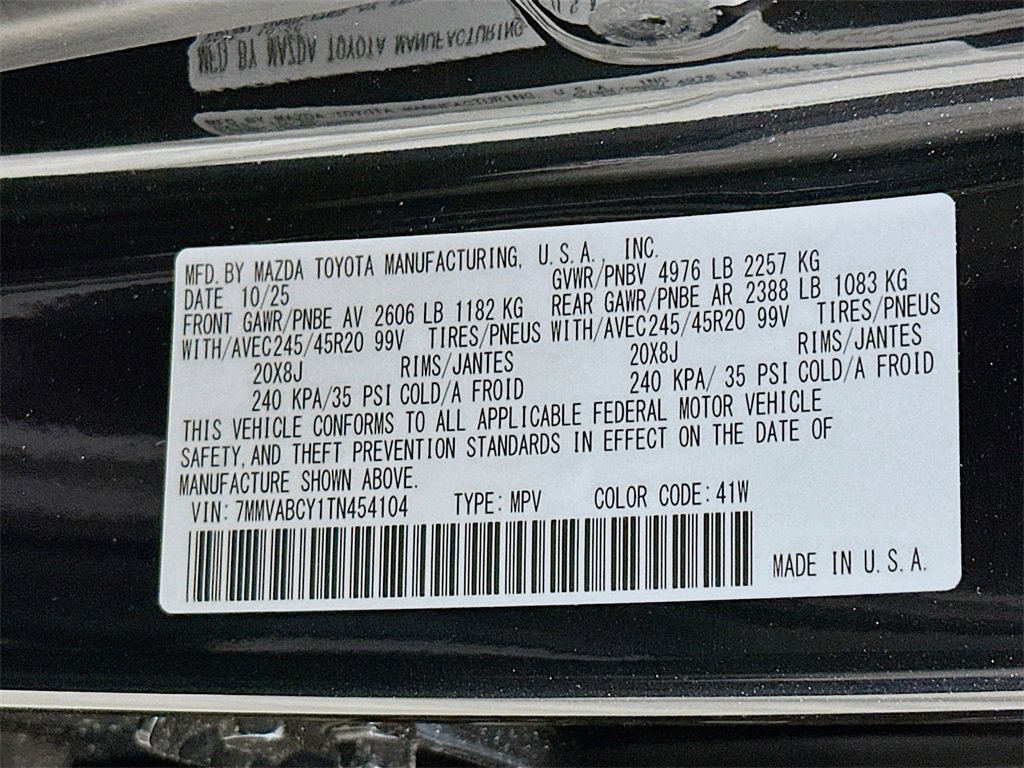 MFD. BY MAZDA TOYOTA MANUFACTURING, U.S.A., INC.
DATE 10/25 GVWR/PNBV 4976 LB 2257 KG
FRONT GAWR/PNBE AV 2606 LB 1182 KG REAR GAWR/PNBE AR 2388 LB 1083 KG
WITH/AVEC 245/45R20 99V TIRES/PNEUS WITH/AVEC 245/45R20 99V TIRES/PNEUS
20X8J RIMS/JANTES 20X8J RIMS/JANTES
240 KPA/35 PSI COLD/A FROID 240 KPA/ 35 PSI COLD/A FROID
THIS VEHICLE CONFORMS TO ALL APPLICABLE FEDERAL MOTOR VEHICLE
SAFETY, AND THEFT PREVENTION STANDARDS IN EFFECT ON THE DATE OF
MANUFACTURE SHOWN ABOVE.
VIN: 7MMVABCY1TN454104 TYPE: MPV COLOR CODE: 41W
MADE IN U.S.A.